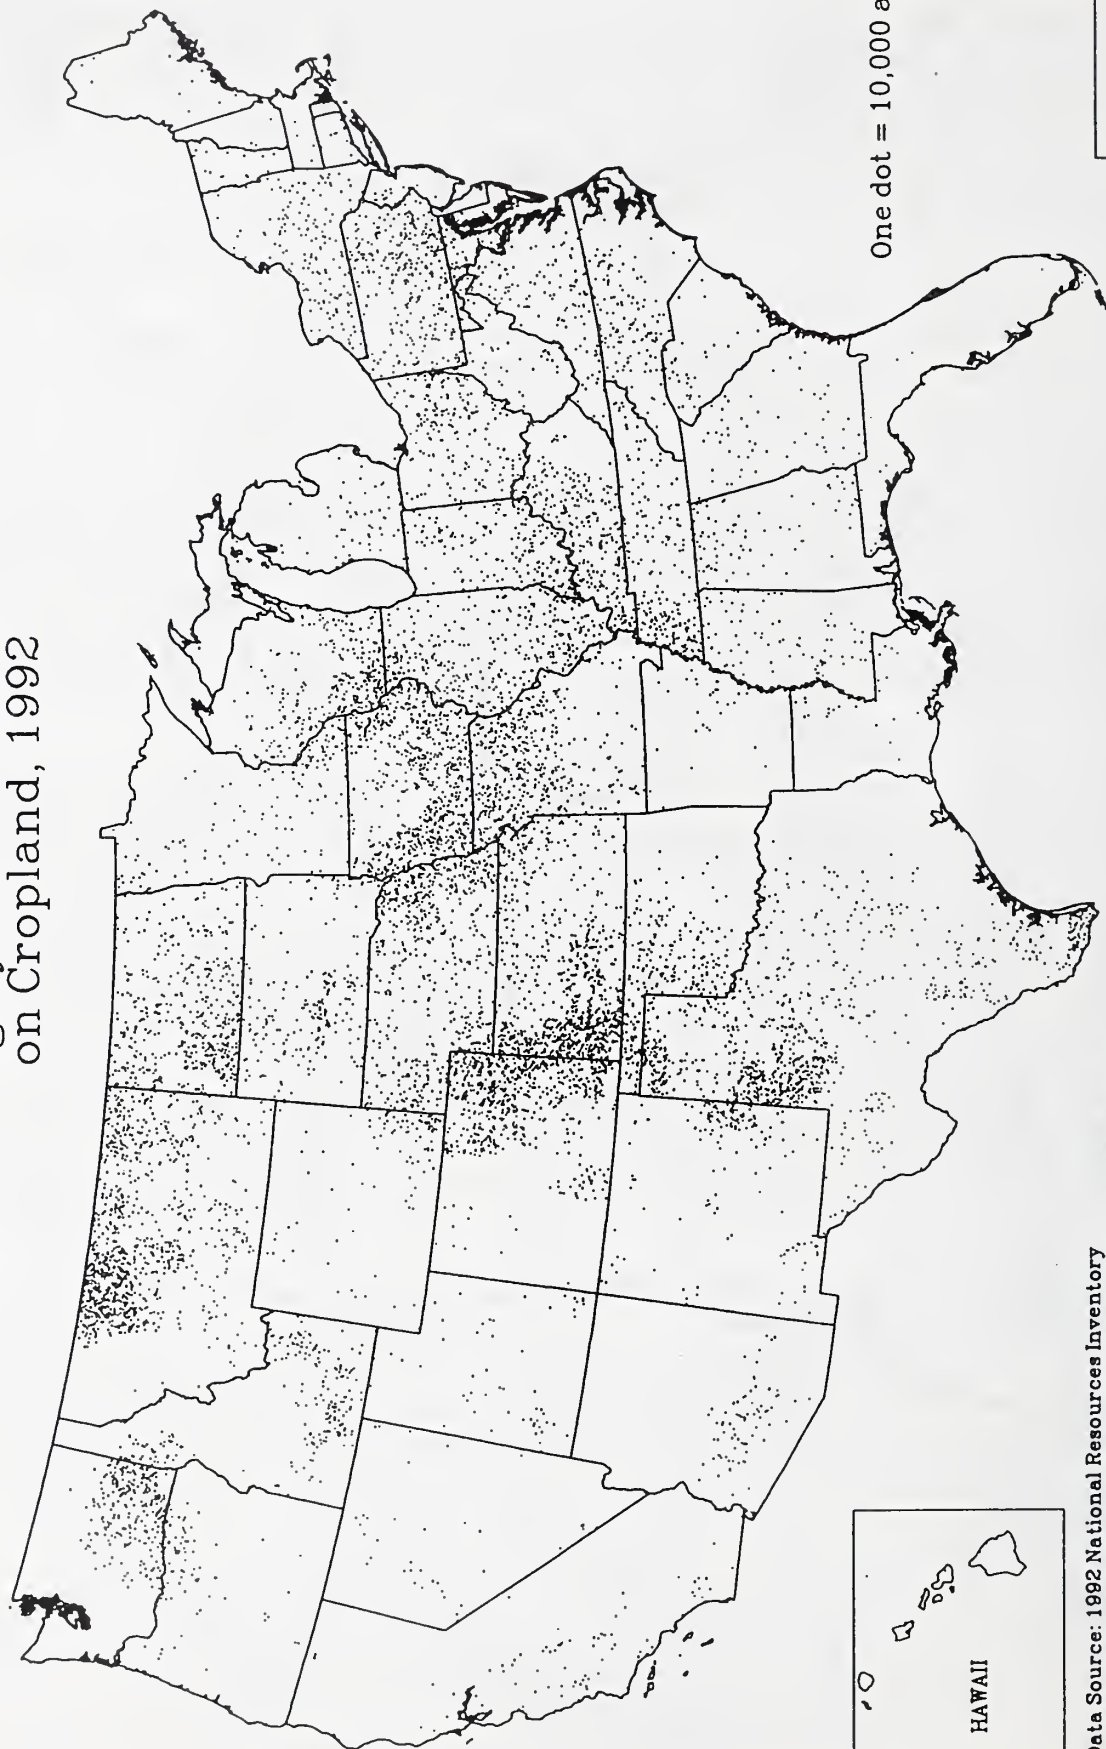 on Cropland, 1992
One dot = 10,000 a
HAWAII
Data Source: 1992 National Resources Inventory